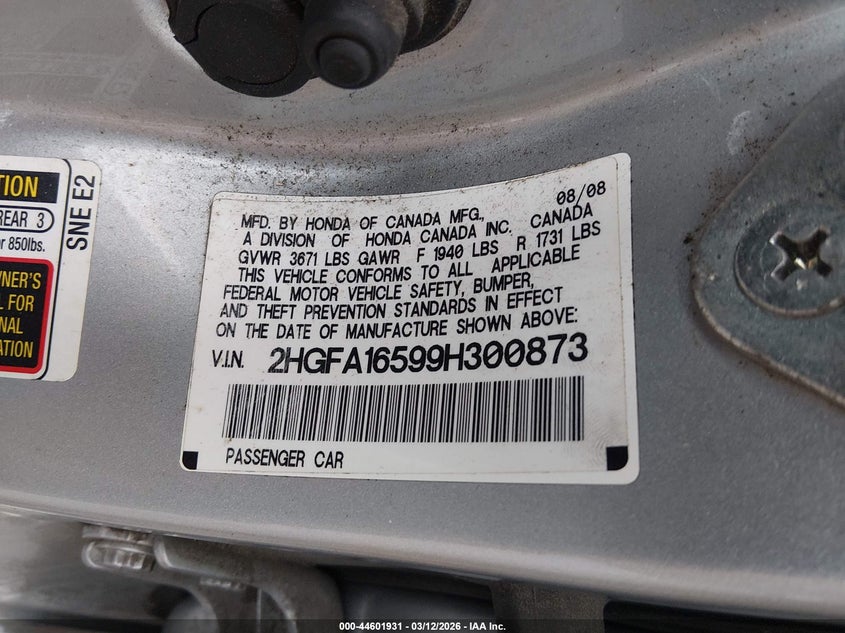 TION
REAR 3
r 850lbs.
SNE E2
WNER'S
L FOR
NAL
ATION
08/08
MFD. BY HONDA OF CANADA MFG.,
A DIVISION OF HONDA CANADA INC. CANADA
GVWR 3671 LBS GAWR F 1940 LBS R 1731 LBS
THIS VEHICLE CONFORMS TO ALL APPLICABLE
FEDERAL MOTOR VEHICLE SAFETY, BUMPER,
AND THEFT PREVENTION STANDARDS IN EFFECT
ON THE DATE OF MANUFACTURE SHOWN ABOVE:
V.I.N. 2HGFA16599H300873
PASSENGER CAR
000-44601931 - 03/12/2026 - IAA Inc.